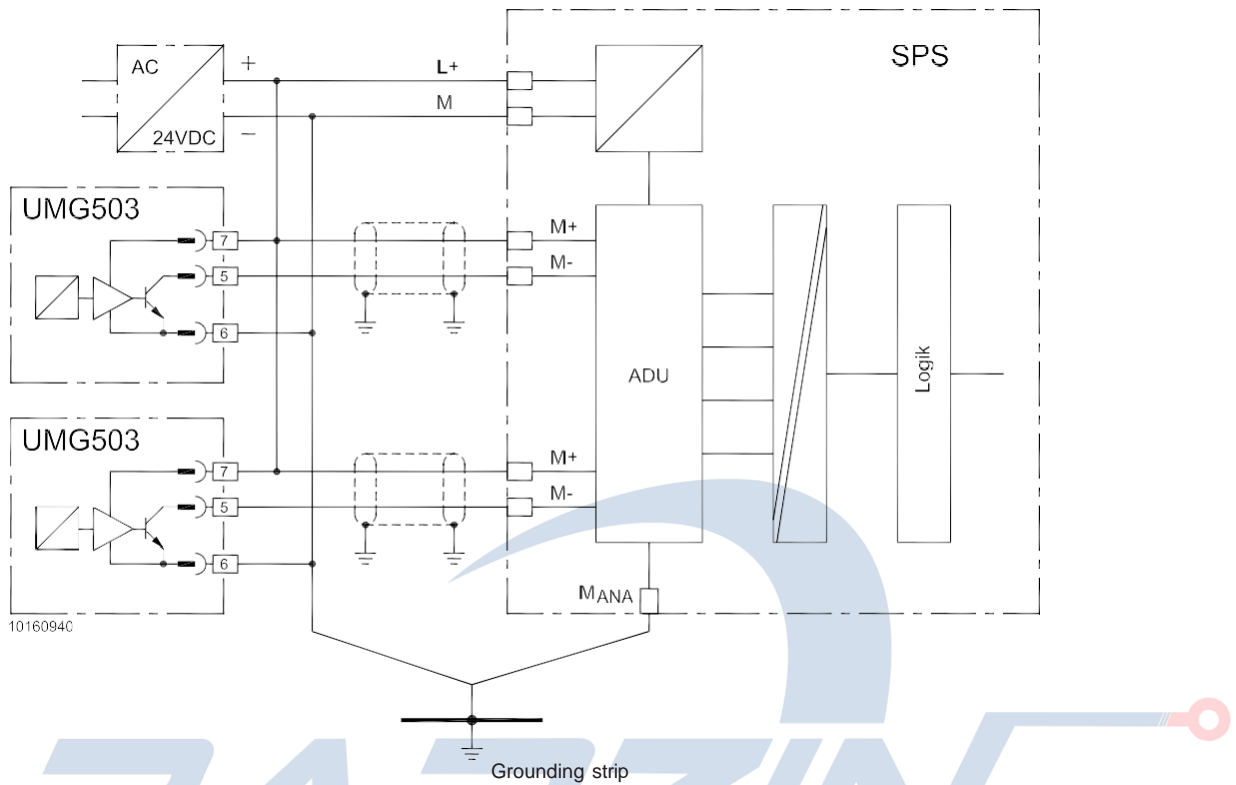 SPS
AC
+
L+
M
24VDC
−
UMG503
7
5
6
M+
M-
ADU
Logik
UMG503
7
5
6
M+
M-
MANA
10160940
Grounding strip